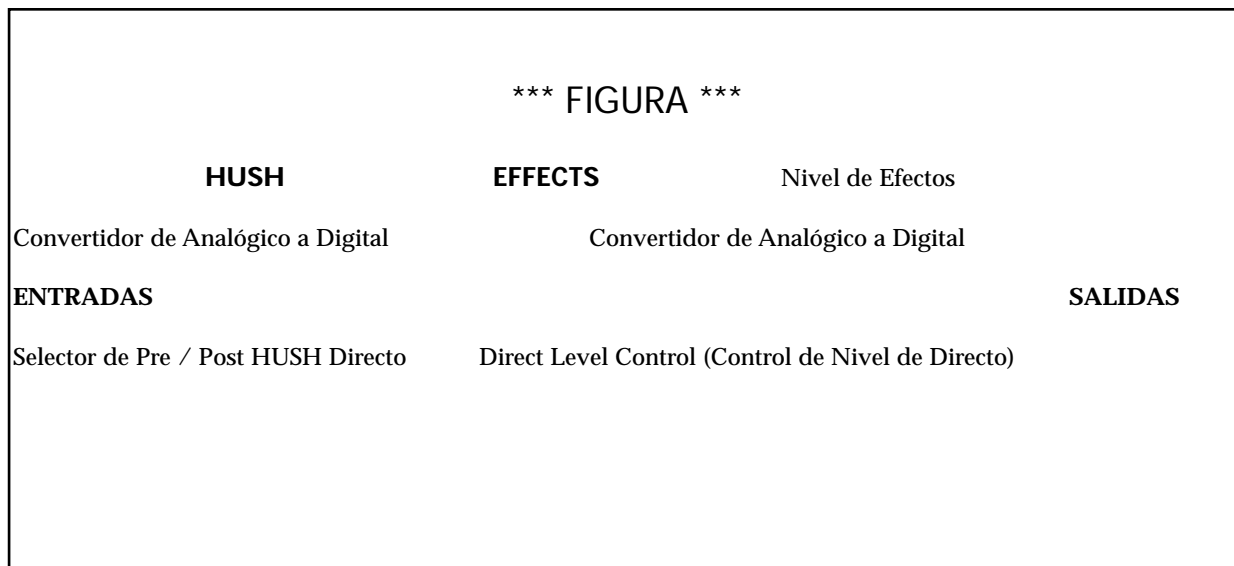 *** FIGURA ***
HUSH EFFECTS Nivel de Efectos
Convertidor de Analógico a Digital Convertidor de Analógico a Digital
ENTRADAS SALIDAS
Selector de Pre / Post HUSH Directo Direct Level Control (Control de Nivel de Directo)